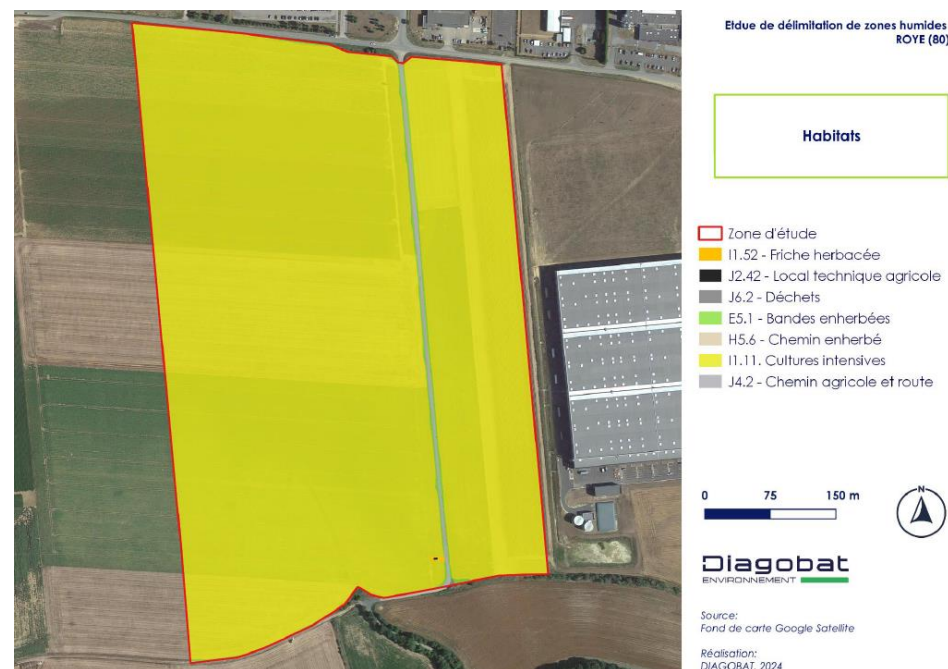 Etdue de délimitation de zones humides
ROYE (80)
Habitats
Zone d'étude
I1.52 - Friche herbacée
J2.42 - Local technique agricole
J6.2 - Déchets
E5.1 - Bandes enherbées
H5.6 - Chemin enherbé
I1.11. Cultures intensives
J4.2 - Chemin agricole et route
0 75 150 m
N
Diagobat
ENVIRONNEMENT
Source:
Fond de carte Google Satellite
Réalisation:
DIAGOBAT, 2024